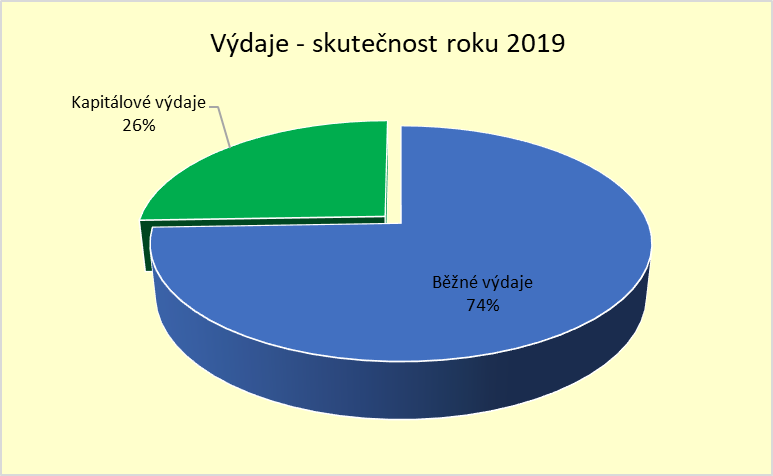 Výdaje - skutečnost roku 2019
Kapitálové výdaje
26%
Běžné výdaje
74%